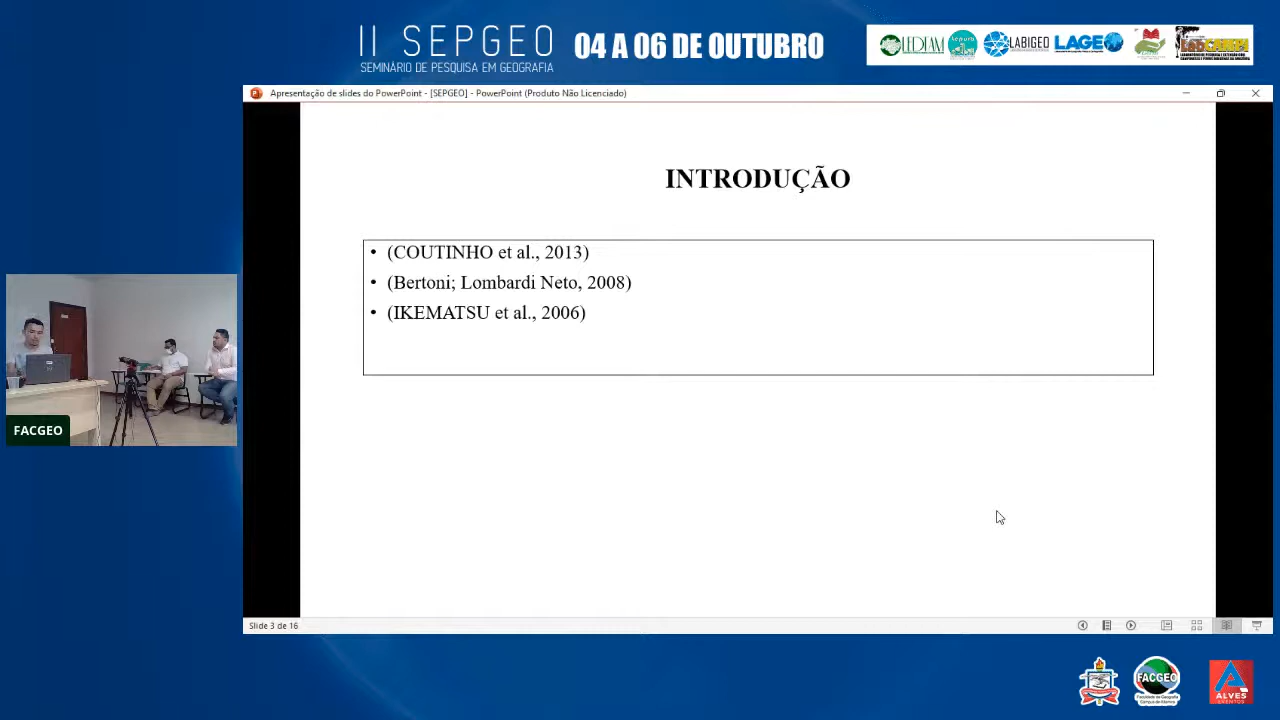 II SEPGEO
SEMINÁRIO DE PESQUISA EM GEOGRAFIA
04 A 06 DE OUTUBRO
LABIGEO
LAGEO
Apresentação de slides do PowerPoint - [SEPGEO] - PowerPoint (Produto Não Licenciado)
INTRODUÇÃO
• (COUTINHO et al., 2013)
• (Bertoni; Lombardi Neto, 2008)
• (IKEMATSU et al., 2006)
FACGEO
Slide 3 de 16
FACGEO
ALVES
EVENTOS